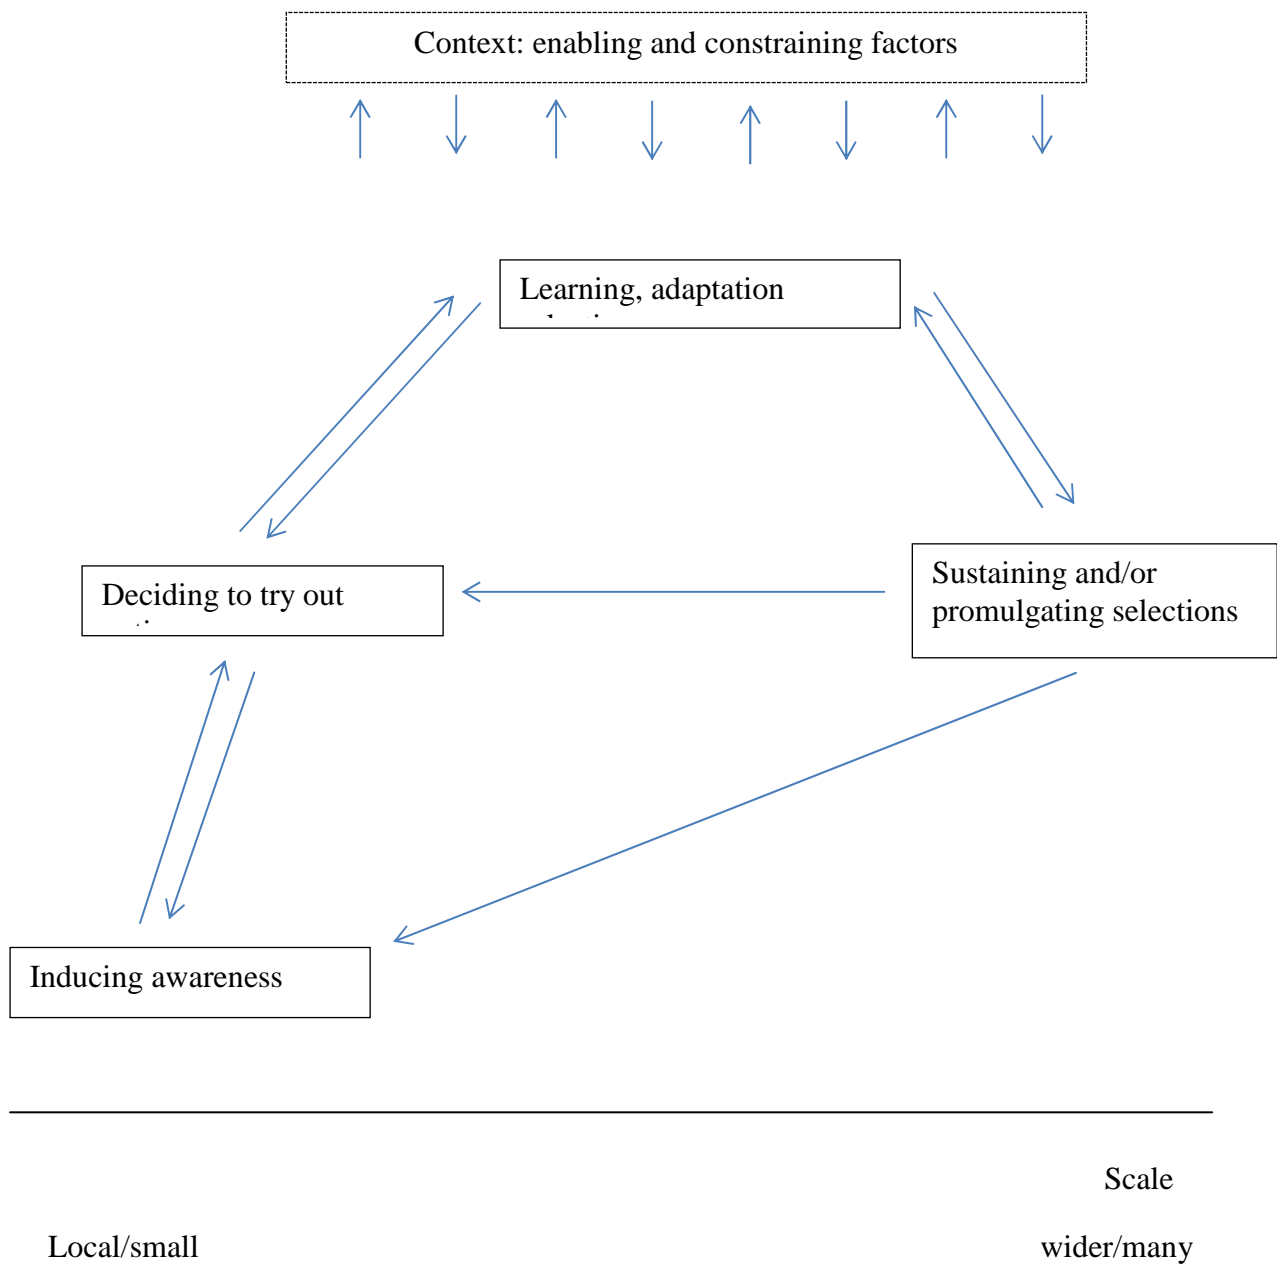 Context: enabling and constraining factors
Learning, adaptation
Deciding to try out
Sustaining and/or
promulgating selections
Inducing awareness
Scale
Local/small
wider/many